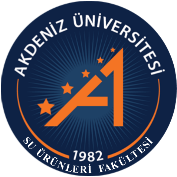 AKDENİZ ÜNİVERSİTESİ
1982
SU ÜRÜNLERİ FAKÜLTESİ